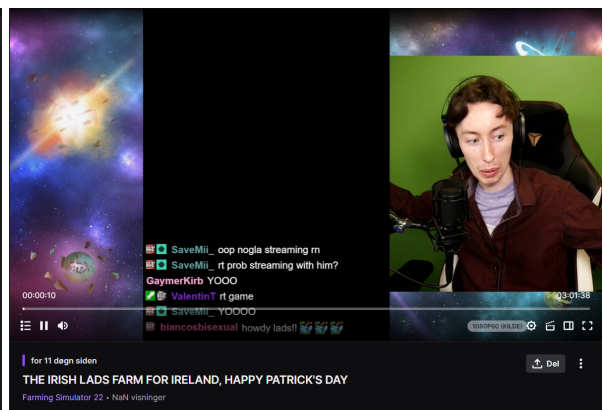 SaveMii_ oop nogla streaming rn
SaveMii_ rt prob streaming with him?
GaymerKirb YOOO
ValentinT rt game
SaveMii_ YOOOO
biancosbisexual howdy lads!!
00:00:10
03:01:38
1080P60 (KILDE)
for 11 døgn siden
Del
THE IRISH LADS FARM FOR IRELAND, HAPPY PATRICK'S DAY
Farming Simulator 22 • NaN visninger